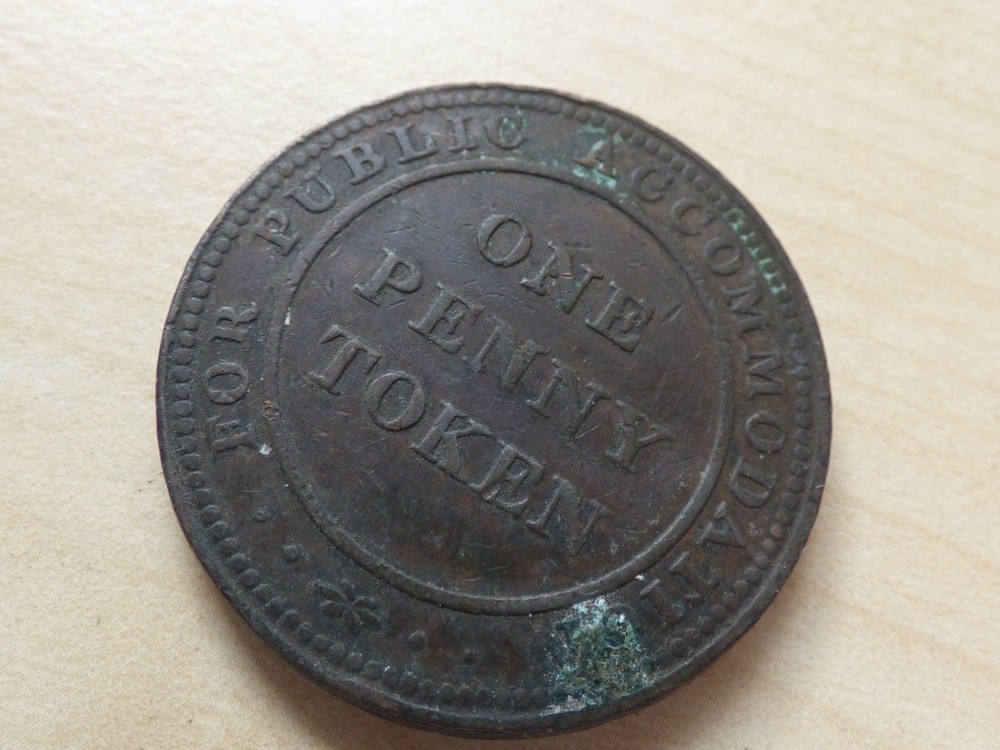 FOR PUBLIC ACCOMMODATION
ONE
PENNY
TOKEN